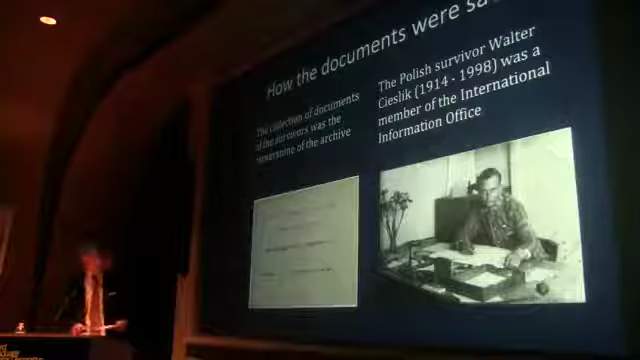 How the documents were sa
The collection of documents
of the survivors was the
of the archive
The Polish survivor Walter
Cieslik (1914 - 1998) was a
member of the International
Information Office